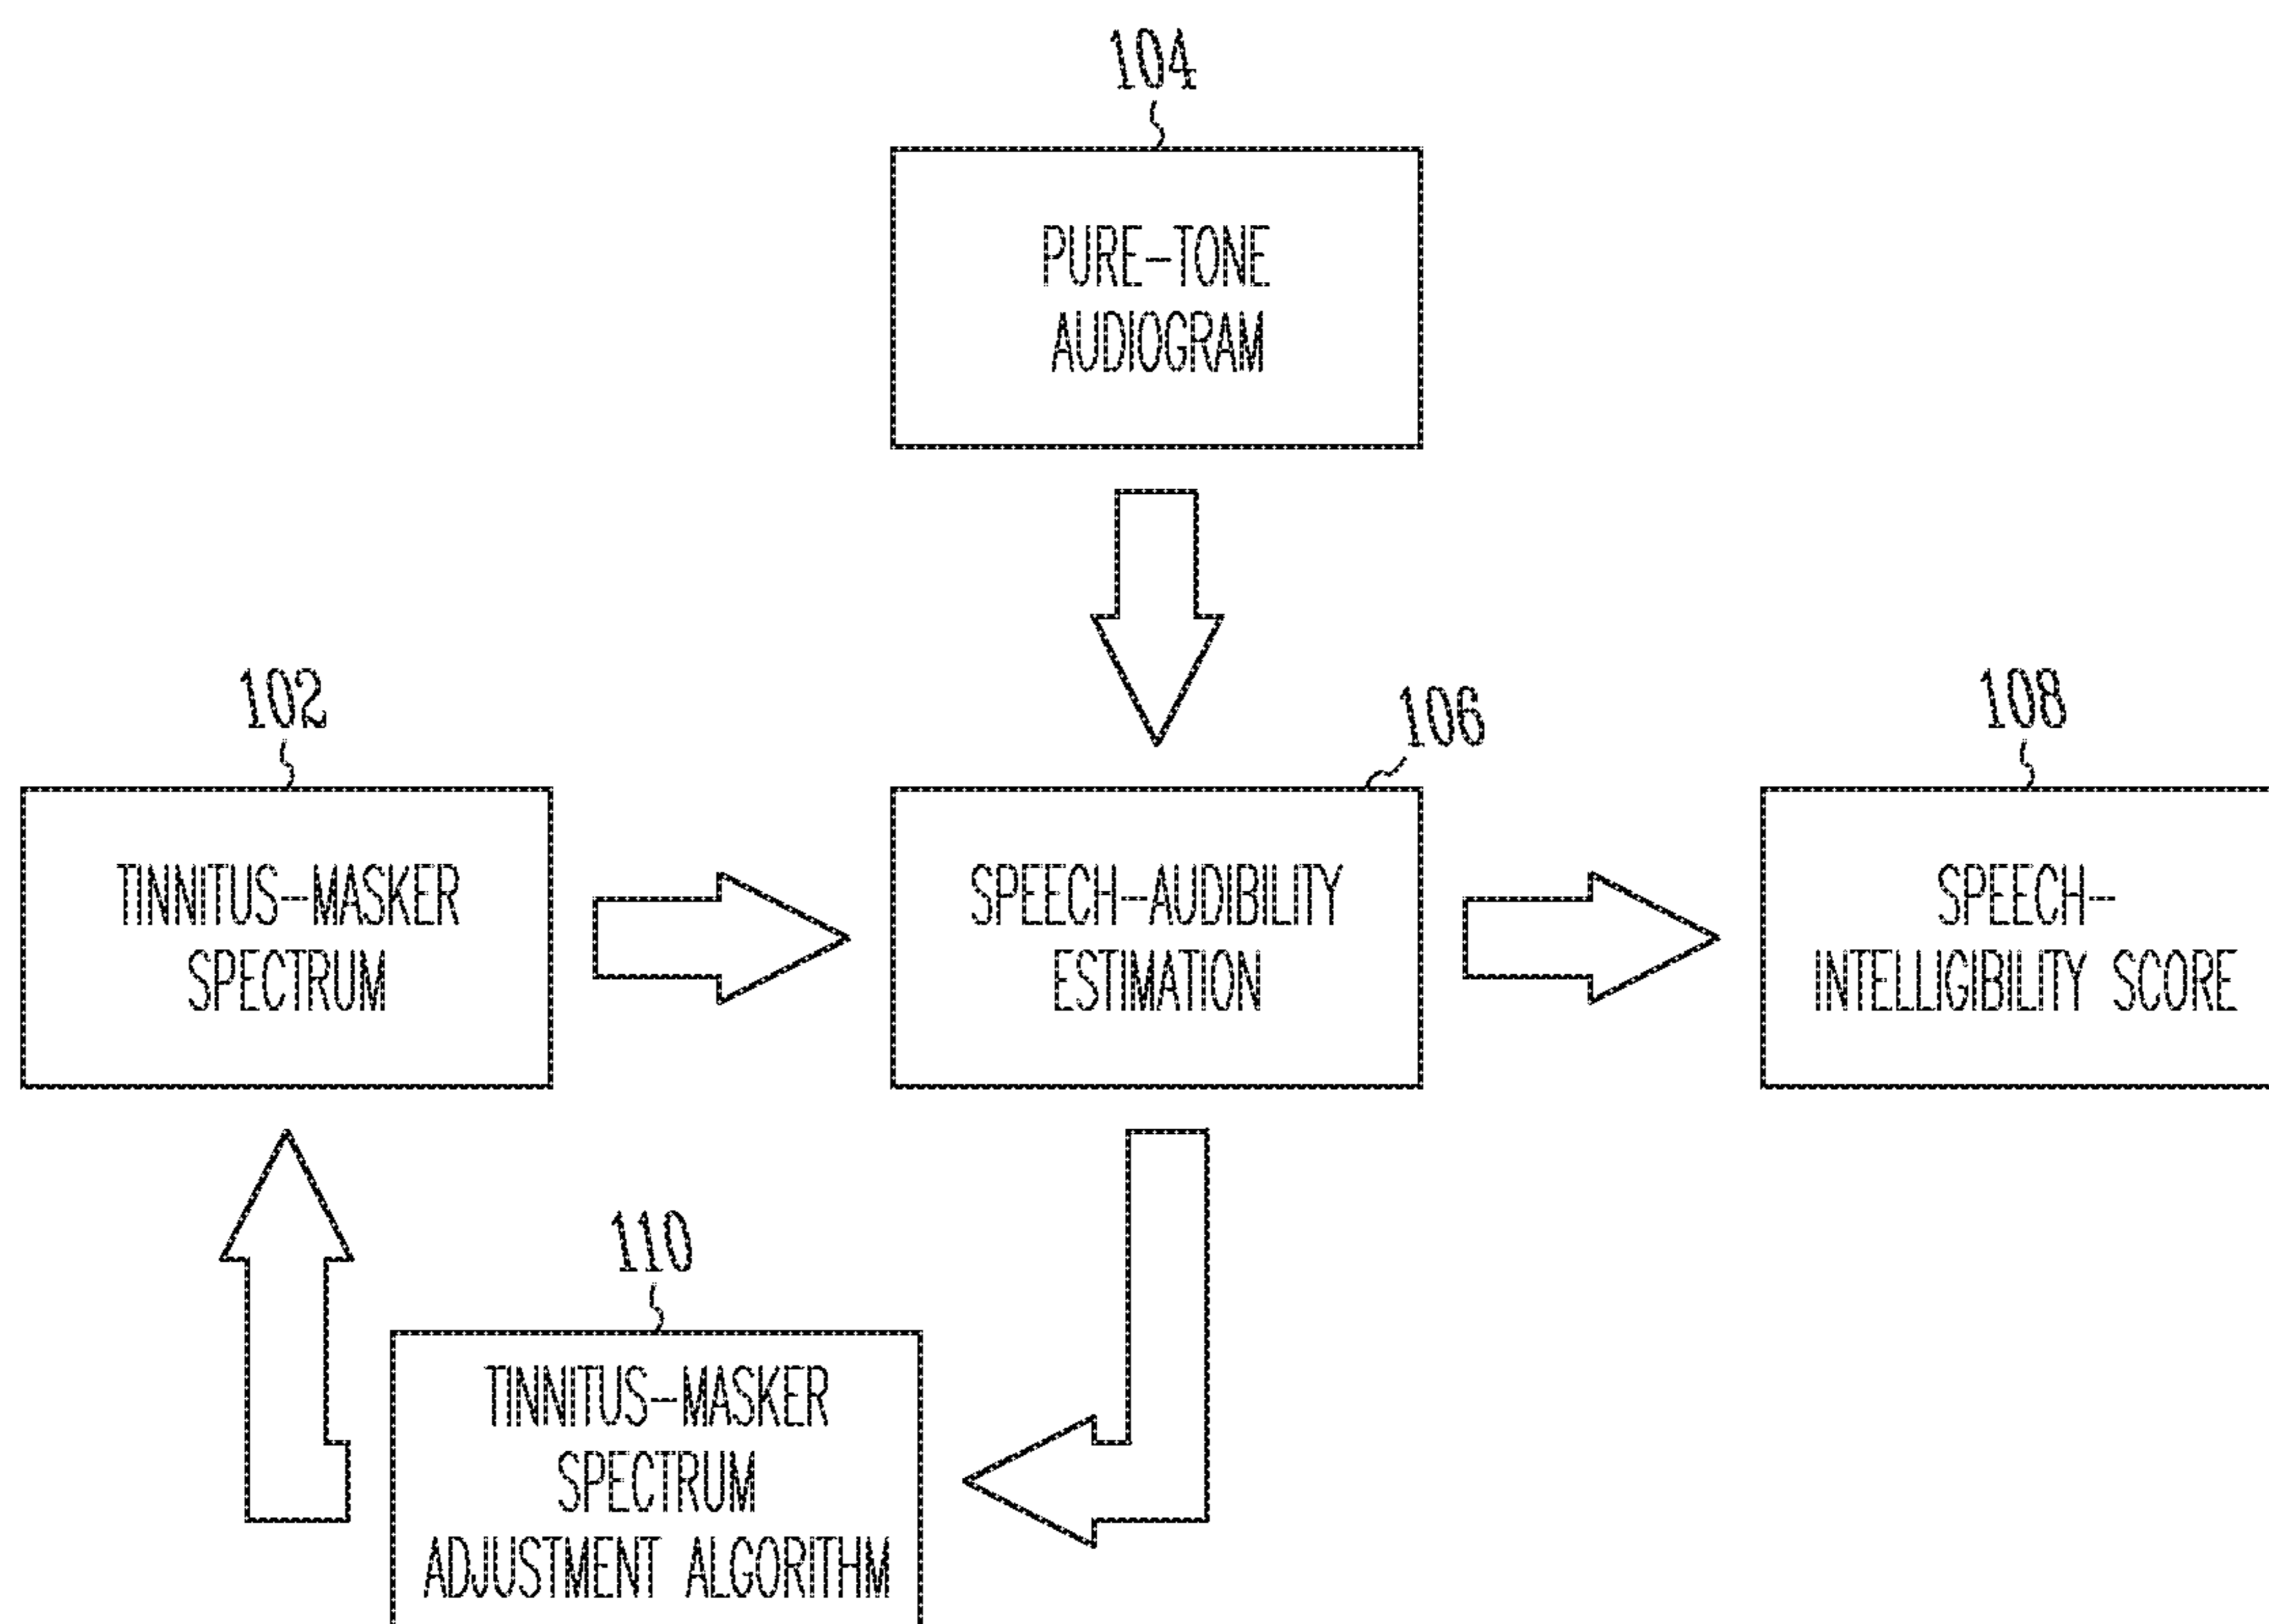 104
PURE-TONE
AUDIOGRAM
102
TINNITUS-MASKER
SPECTRUM
106
SPEECH-AUDIBILITY
ESTIMATION
108
SPEECH-
INTELLIGIBILITY SCORE
110
TINNITUS-MASKER
SPECTRUM
ADJUSTMENT ALGORITHM